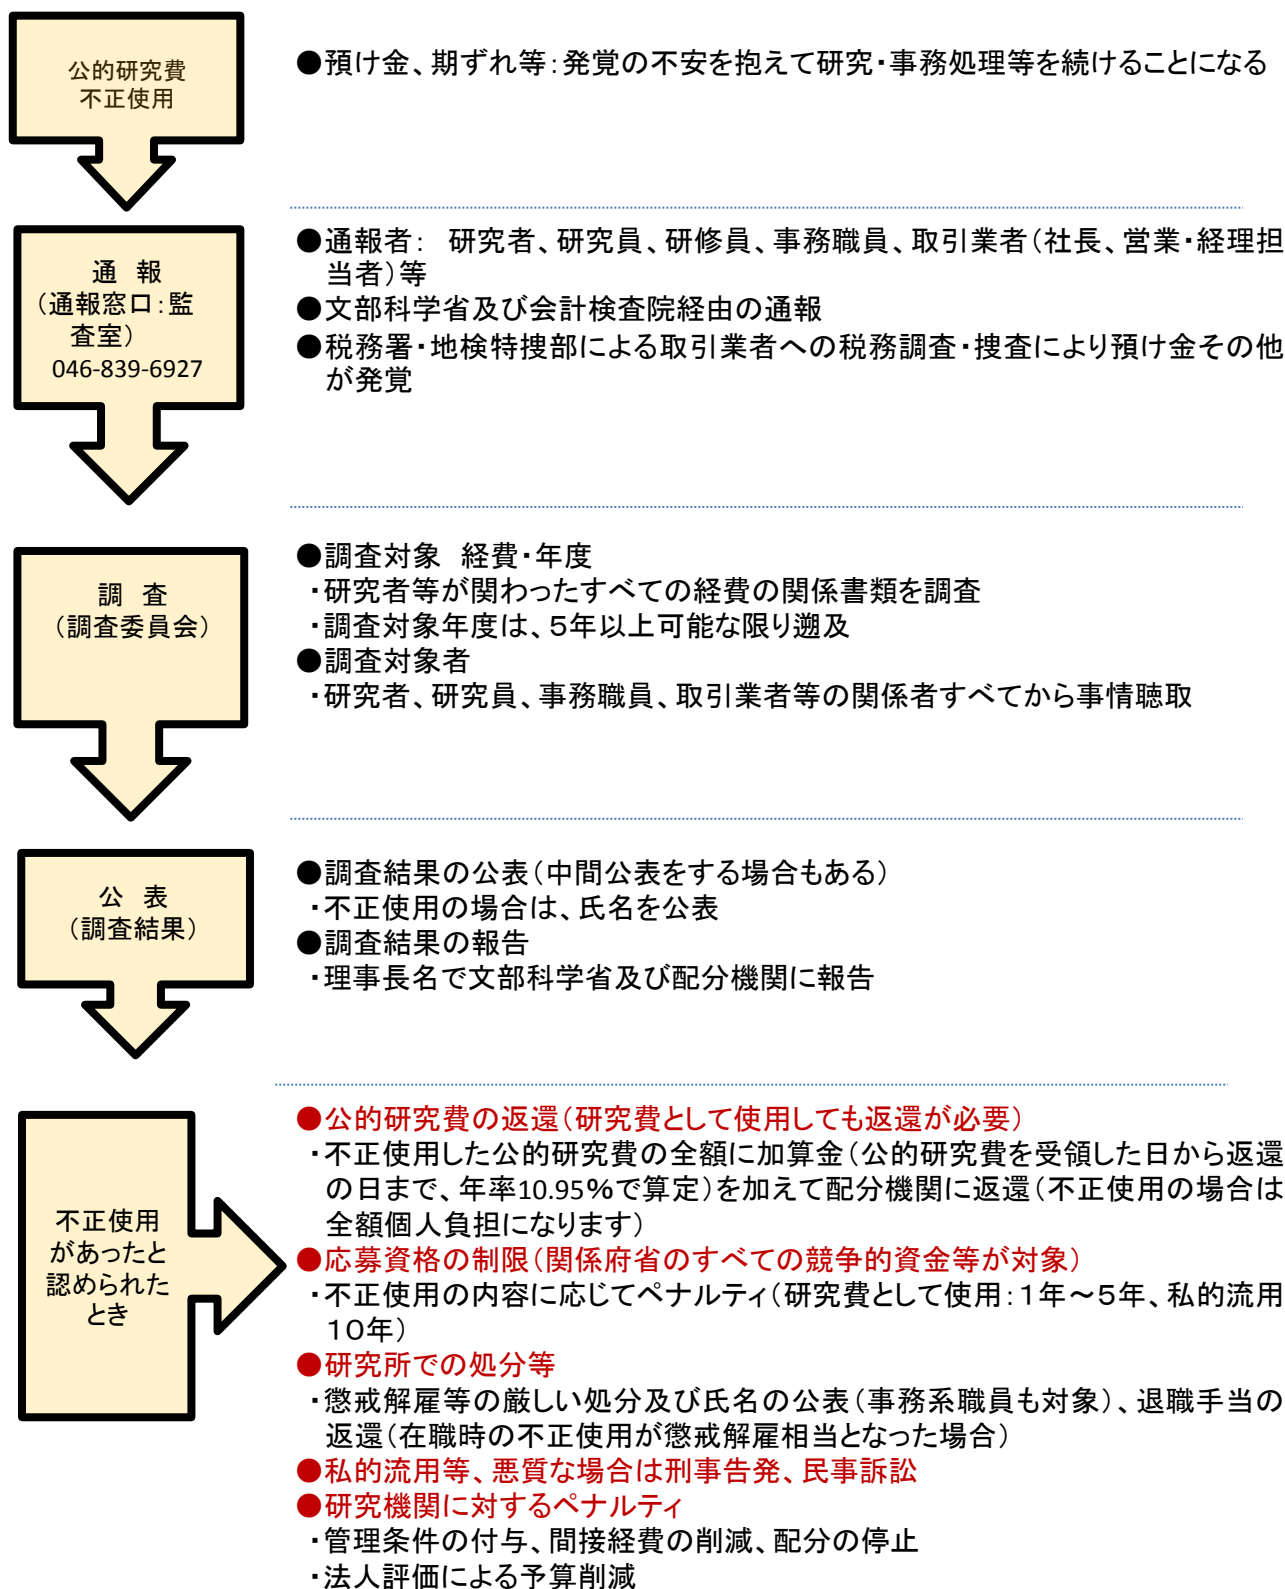 公的研究費
不正使用
●預け金、期ずれ等：発覚の不安を抱えて研究・事務処理等を続けることになる
通　報
（通報窓口：監
査室）
046-839-6927
●通報者：　研究者、研究員、研修員、事務職員、取引業者（社長、営業・経理担
当者）等
●文部科学省及び会計検査院経由の通報
●税務署・地検特捜部による取引業者への税務調査・捜査により預け金その他
が発覚
調　査
（調査委員会）
●調査対象　経費・年度
・研究者等が関わったすべての経費の関係書類を調査
・調査対象年度は、５年以上可能な限り遡及
●調査対象者
・研究者、研究員、事務職員、取引業者等の関係者すべてから事情聴取
公　表
（調査結果）
●調査結果の公表（中間公表をする場合もある）
・不正使用の場合は、氏名を公表
●調査結果の報告
・理事長名で文部科学省及び配分機関に報告
不正使用
があったと
認められた
とき
●公的研究費の返還（研究費として使用しても返還が必要）
・不正使用した公的研究費の全額に加算金（公的研究費を受領した日から返還
の日まで、年率10.95％で算定）を加えて配分機関に返還（不正使用の場合は
全額個人負担になります）
●応募資格の制限（関係府省のすべての競争的資金等が対象）
・不正使用の内容に応じてペナルティ（研究費として使用：１年～５年、私的流用
１０年）
●研究所での処分等
・懲戒解雇等の厳しい処分及び氏名の公表（事務系職員も対象）、退職手当の
返還（在職時の不正使用が懲戒解雇相当となった場合）
●私的流用等、悪質な場合は刑事告発、民事訴訟
●研究機関に対するペナルティ
・管理条件の付与、間接経費の削減、配分の停止
・法人評価による予算削減